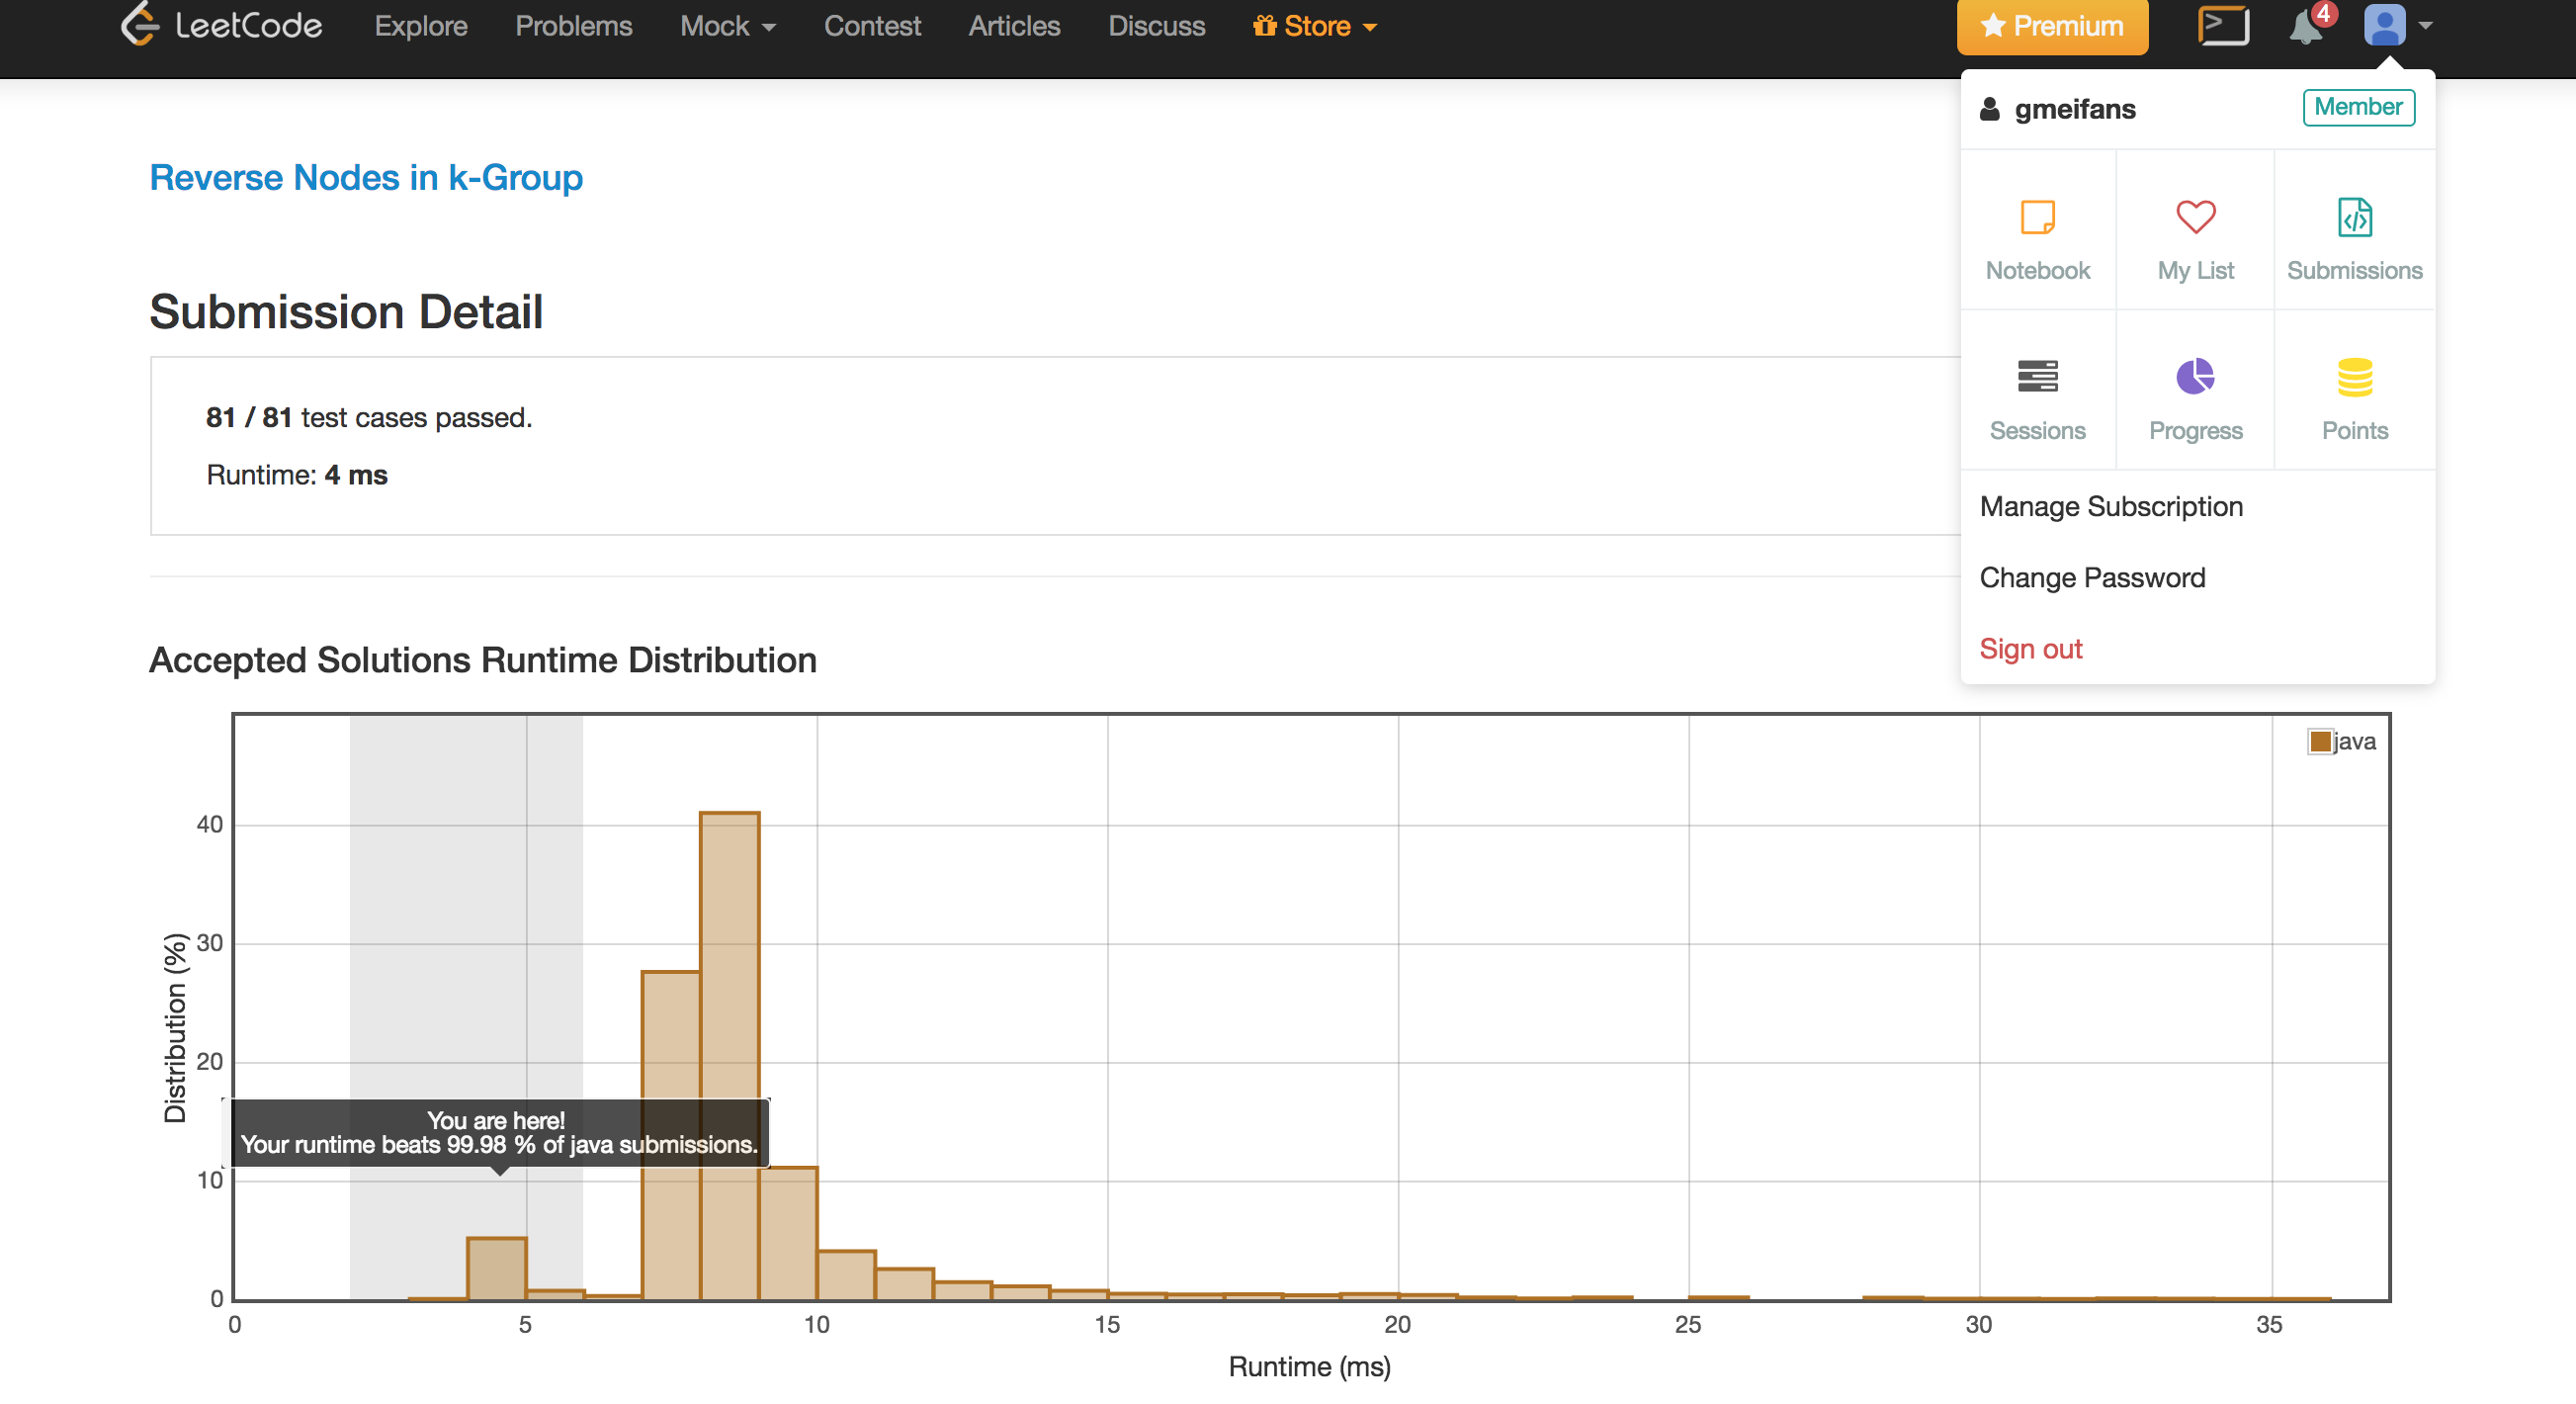 LeetCode Explore Problems Mock Contest Articles Discuss Store Premium 4
gmeifans Member
Notebook My List Submissions
Sessions Progress Points
Manage Subscription
Change Password
Sign out
Reverse Nodes in k-Group
Submission Detail
81 / 81 test cases passed.
Runtime: 4 ms
Accepted Solutions Runtime Distribution
java
Distribution (%)
40
30
20
10
0
You are here!
Your runtime beats 99.98 % of java submissions.
0 5 10 15 20 25 30 35
Runtime (ms)